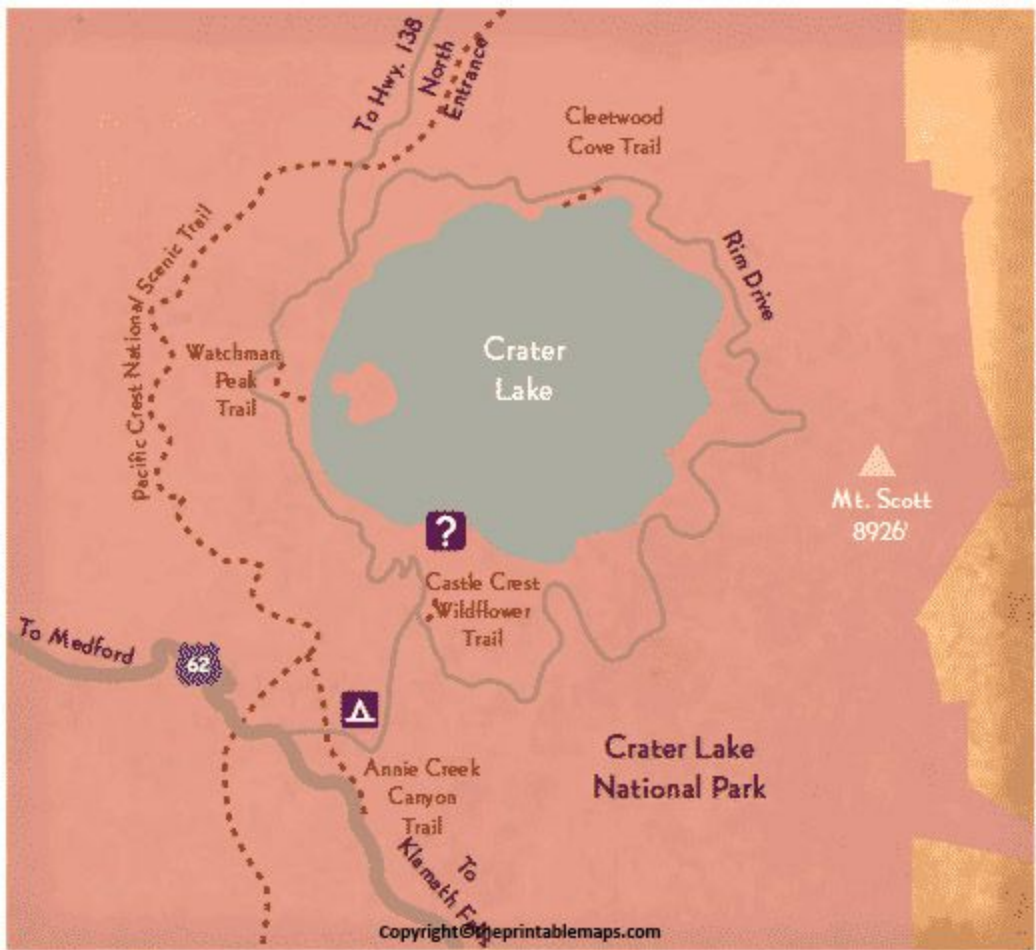 To Hwy. 138
North
Entrance
Cleetwood
Cove Trail
Pacific Crest National Scenic Trail
Rim Drive
Watchman
Peak
Trail
Crater
Lake
Mt. Scott
8926'
?
Castle Crest
Wildflower
Trail
To Medford
62
Crater Lake
National Park
Annie Creek
Canyon
Trail
To
Klamath Falls
Copyright©theprintablemaps.com